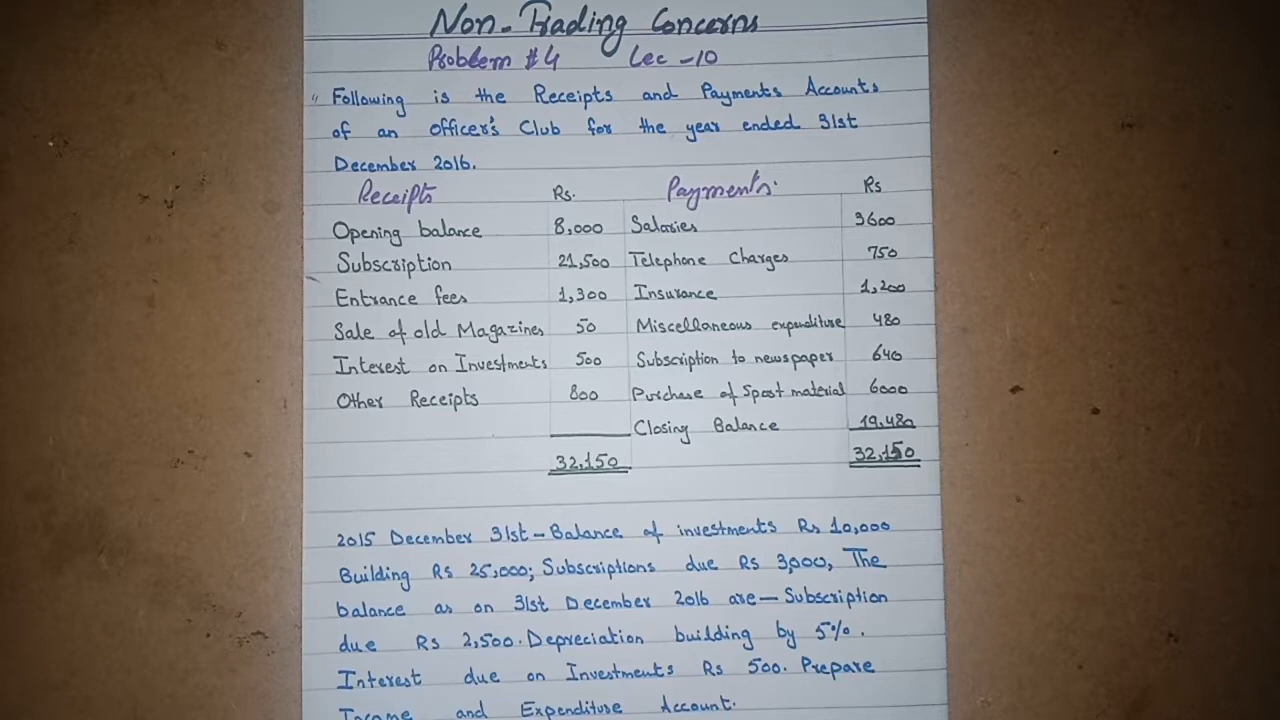 Non-Trading Concerns
Problem #4 Lec-10
" Following is the Receipts and Payments Accounts
of an officer's Club for the year ended 31st
December 2016.
Receipts Rs. Payments. Rs
Opening balance 8,000 Salaries 3600
Subscription 21,500 Telephone Charges 750
Entrance fees 1,300 Insurance 1,200
Sale of old Magazines 50 Miscellaneous expenditure 480
Interest on Investments 500 Subscription to newspaper 640
Other Receipts 800 Purchase of Sport material 6000
Closing Balance 19,480
32,150 32,150
2015 December 31st - Balance of investments Rs 10,000
Building Rs 25,000; Subscriptions due Rs 3,000, The
balance as on 31st December 2016 are - Subscription
due Rs 2,500. Depreciation building by 5%.
Interest due on Investments Rs 500. Prepare
Income and Expenditure Account.